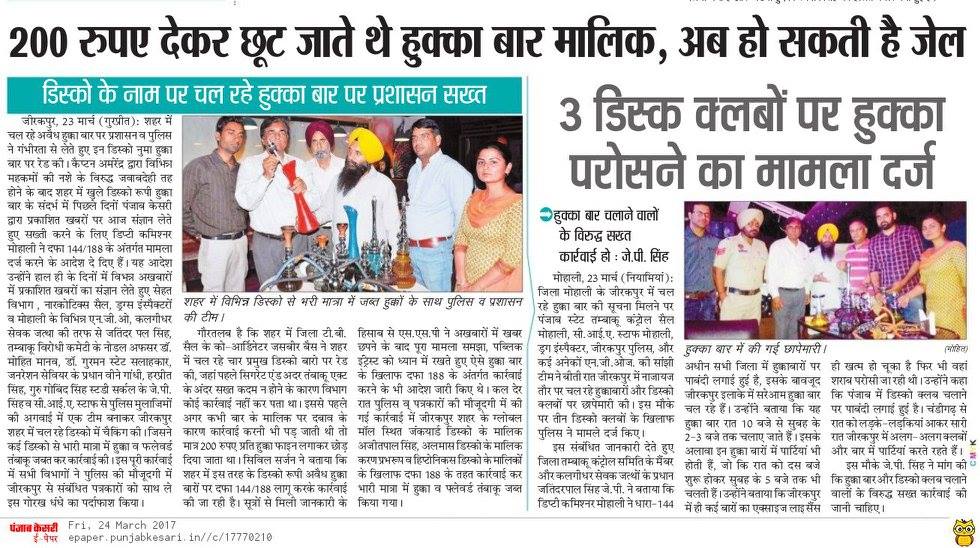 200 रुपए देकर छूट जाते थे हुक्का बार मालिक, अब हो सकती है जेल
डिस्को के नाम पर चल रहे हुक्का बार पर प्रशासन सख्त
जीरकपुर, 23 मार्च (गुरप्रीत): शहर में
चल रहे अवैध हुक्का बार पर प्रशासन व पुलिस
ने गंभीरता से लेते हुए इन डिस्को नुमा हुक्का
बार पर रेड की। कैप्टन अमरेंद्र द्वारा विभिन्न
महकमों की नशे के विरुद्ध जवाबदेही तह
होने के बाद शहर में खुले डिस्को रूपी हुक्का
बार के संदर्भ में पिछले दिनों पंजाब केसरी
द्वारा प्रकाशित खबरों पर आज संज्ञान लेते
हुए सख्ती करने के लिए डिप्टी कमिश्नर
मोहाली ने दफा 144/188 के अंतर्गत मामला
दर्ज करने के आदेश दे दिए हैं। यह आदेश
उन्होंने हाल ही के दिनों में विभन्न अखबारों
में प्रकाशित खबरों का संज्ञान लेते हुए सेहत
विभाग , नारकोटिक्स सैल, ड्रग्स इंस्पैक्टरों
व मोहाली के विभिन्न एन.जी.ओ, कलगीधर
सेवक जत्था की तरफ से जतिंदर पल सिंह,
तम्बाकू विरोधी कमेटी के नोडल अफसर डॉ.
मोहित मानव, डॉ. गुरमन स्टेट सलाहकार,
जनरेशन सेवियर के प्रधान जीने गांधी, हरप्रीत
सिंह, गुरु गोबिंद सिंह स्टडी सर्कल के जे.पी.
सिंह व सी.आई.ए. स्टाफ से पुलिस मुलाजिमों
की अगवाई में एक टीम बनाकर जीकरपुर
शहर में चल रहे डिस्को में चैकिंग की। जिसने
कई डिस्को से भारी मात्रा में हुक्का व फलेवर्ड
तंबाकू जब्त कर कार्रवाई की। इस पूरी कार्रवाई
में सभी विभागों ने पुलिस की मौजूदगी में
जीरकपुर से संबंधित पत्रकारों को साथ ले
इस गोरख धंधे का पर्दाफाश किया।
शहर में विभिन्न डिस्को से भरी मात्रा में जब्त हुक्कों के साथ पुलिस व प्रशासन
की टीम।
गौरतलब है कि शहर में जिला टी.बी.
सैल के को-आर्डिनेटर जसबीर बैंस ने शहर
में चल रहे चार प्रमुख डिस्को बारों पर रेड
की, जहां पहले सिगरेट एंड अदर तंबाकू एक्ट
के अंदर सख्त कदम न होने के कारण विभाग
कोई कार्रवाई नहीं कर पता था। इससे पहले
अगर कभी बार के मालिक पर दबाव के
कारण कार्रवाई करनी भी पड़ जाती थी तो
मात्र 200 रुपए प्रति हुक्का फाइन लगाकर छोड़
दिया जाता था। सिविल सर्जन ने बताया कि
शहर में इस तरह के डिस्को रूपी अवैध हुक्का
बारों पर दफा 144/188 लागू करके कार्रवाई
की जा रही है। सूत्रों से मिली जानकारी के
हिसाब से एस.एस.पी ने अखबारों में खबर
छपने के बाद पूरा मामला समझा, पब्लिक
इंट्रेस्ट को ध्यान में रखते हुए ऐसे हुक्का बार
के खिलाफ दफा 188 के अंतर्गत कार्रवाई
करने के भी आदेश जारी किए थे। कल देर
रात पुलिस व पत्रकारों की मौजूदगी में की
गई कार्रवाई में जीरकपुर शहर के ग्लोबल
मॉल स्थित जंकयार्ड डिस्को के मालिक
अजीतपाल सिंह, अलमास डिस्को के मालिक
करण प्रभरूप व हिप्टोनिक्स डिस्को के मालिकों
के खिलाफ दफा 188 के तहत कार्रवाई कर
भारी मात्रा में हुक्का व फ्लेवर्ड तंबाकू जब्त
किया गया।
3 डिस्क क्लबों पर हुक्का
परोसने का मामला दर्ज
हुक्का बार चलाने वालों
के विरुद्ध सख्त
कार्रवाई हो : जे.पी. सिंह
मोहाली, 23 मार्च (नियामियां):
जिला मोहाली के जीरकपुर में चल
रहे हुक्का बार की सूचना मिलने पर
पंजाब स्टेट तम्बाकू कंट्रोल सैल
मोहाली, सी.आई.ए. स्टाफ मोहाली,
ड्रग इंस्पैक्टर, जीरकपुर पुलिस, और
कई अनेकों एन.जी.ओज. की सांझी
टीम ने बीती रात जीरकपुर में नाजायज
तौर पर चल रहे हुक्काबारों और डिस्को
क्लबों पर छापेमारी की। इस मौके
पर तीन डिस्को क्लबों के खिलाफ
पुलिस ने मामले दर्ज किए।
इस संबंधित जानकारी देते हुए
जिला तम्बाकू कंट्रोल समिति के मैंबर
और कलगीधर सेवक जत्थे के प्रधान
जतिंदरपाल सिंह जे.पी. ने बताया कि
डिप्टी कमिश्नर मोहाली ने धारा-144
हुक्का बार में की गई छापेमारी।
(मोहित)
अधीन सभी जिला में हुक्काबारों पर
पाबंदी लगाई हुई है, इसके बावजूद
जीरकपुर इलाके में सरेआम हुक्का बार
चल रहे हैं। उन्होंने बताया कि यह
हुक्का बार रात 10 बजे से सुबह के
2-3 बजे तक चलाए जाते हैं। इसके
अलावा इन हुक्का बारों में पार्टियां भी
होती हैं, जो कि रात को दस बजे
शुरू होकर सुबह के 5 बजे तक भी
चलती हैं। उन्होंने बताया कि जीरकपुर
में ही कई बारों का एक्साइज लाइसैंस
ही खत्म हो चुका है फिर भी वहां
शराब परोसी जा रही थी। उन्होंने कहा
कि पंजाब में डिस्को क्लब चलाने
पर पाबंदी लगाई हुई है। चंडीगढ़ से
रात को लड़के-लड़कियां आकर सारी
रात जीरकपुर में अलग-अलग क्लबों
और बार में पार्टियां करते रहते हैं।
इस मौके जे.पी. सिंह ने मांग की
कि हुक्का बार और डिस्को क्लब चलाने
वालों के विरुद्ध सख्त कार्रवाई की
जानी चाहिए।
CMYK
पंजाब केसरी
ई-पेपर
Fri, 24 March 2017
epaper.punjabkesari.in//c/17770210